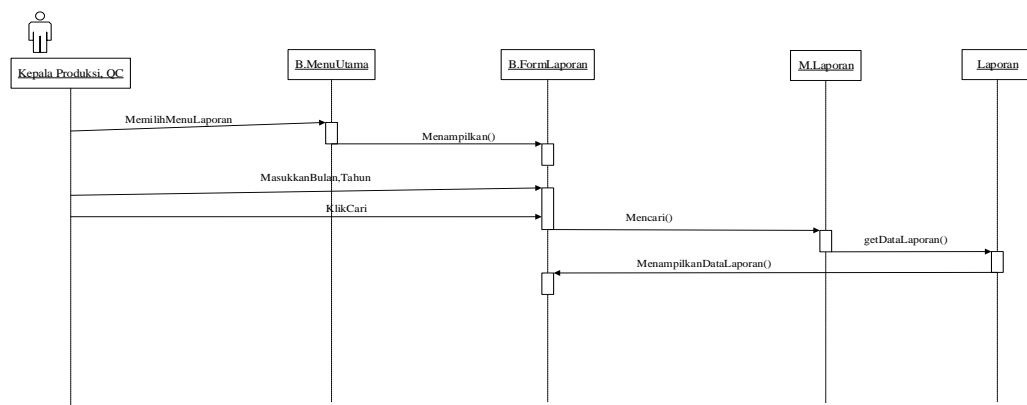 Kepala Produksi, QC
B.MenuUtama
B.FormLaporan
M.Laporan
Laporan
MemilihMenuLaporan
Menampilkan()
MasukkanBulan,Tahun
KlikCari
Mencari()
getDataLaporan()
MenampilkanDataLaporan()